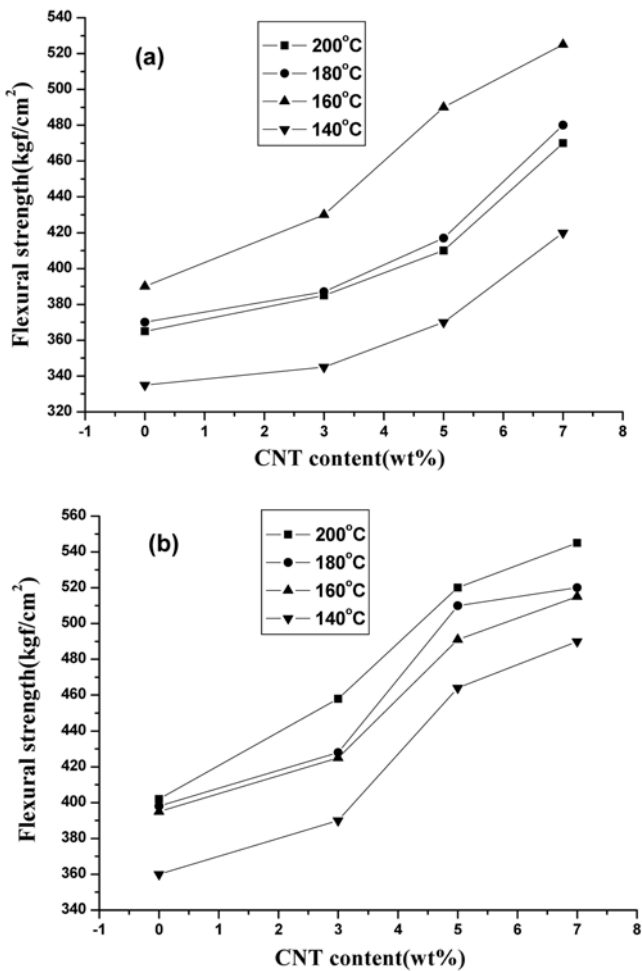 (a)
200°C
180°C
160°C
140°C
Flexural strength(kgf/cm²)
540
520
500
480
460
440
420
400
380
360
340
320
-1 0 1 2 3 4 5 6 7 8
CNT content(wt%)
(b)
200°C
180°C
160°C
140°C
Flexural strength(kgf/cm²)
560
540
520
500
480
460
440
420
400
380
360
340
-1 0 1 2 3 4 5 6 7 8
CNT content(wt%)